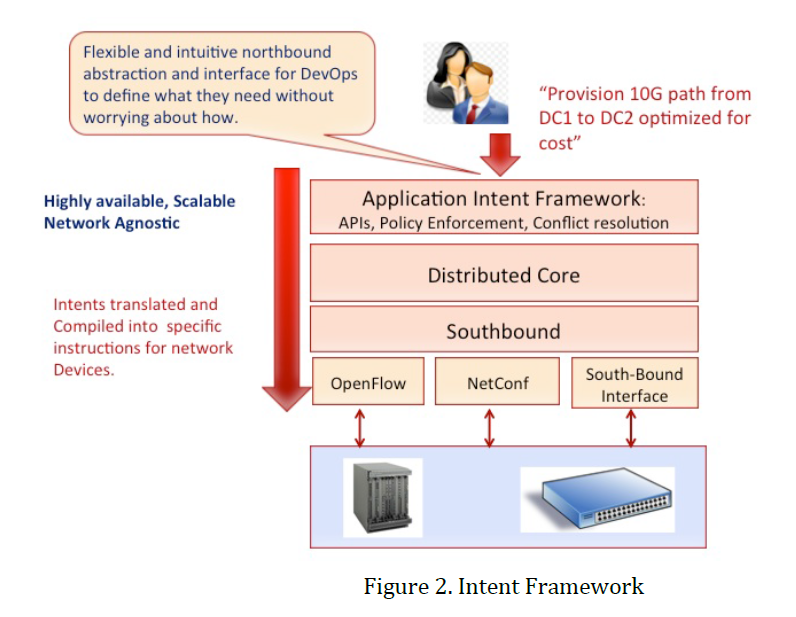 Flexible and intuitive northbound
abstraction and interface for DevOps
to define what they need without
worrying about how.
“Provision 10G path from
DC1 to DC2 optimized for
cost”
Highly available, Scalable
Network Agnostic
Application Intent Framework:
APIs, Policy Enforcement, Conflict resolution
Distributed Core
Intents translated and
Compiled into specific
instructions for network
Devices.
Southbound
OpenFlow
NetConf
South-Bound
Interface
Figure 2. Intent Framework